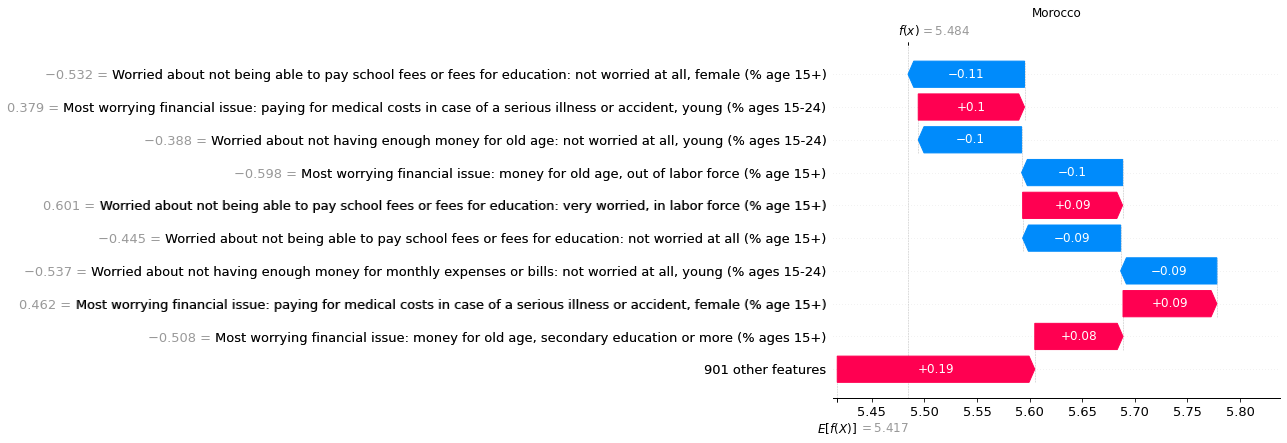 Morocco
f(x) = 5.484
−0.532 = Worried about not being able to pay school fees or fees for education: not worried at all, female (% age 15+)
−0.11
0.379 = Most worrying financial issue: paying for medical costs in case of a serious illness or accident, young (% ages 15-24)
+0.1
−0.388 = Worried about not having enough money for old age: not worried at all, young (% ages 15-24)
−0.1
−0.598 = Most worrying financial issue: money for old age, out of labor force (% age 15+)
−0.1
0.601 = Worried about not being able to pay school fees or fees for education: very worried, in labor force (% age 15+)
+0.09
−0.445 = Worried about not being able to pay school fees or fees for education: not worried at all (% age 15+)
−0.09
−0.537 = Worried about not having enough money for monthly expenses or bills: not worried at all, young (% ages 15-24)
−0.09
0.462 = Most worrying financial issue: paying for medical costs in case of a serious illness or accident, female (% age 15+)
+0.09
−0.508 = Most worrying financial issue: money for old age, secondary education or more (% ages 15+)
+0.08
901 other features
+0.19
5.45 5.50 5.55 5.60 5.65 5.70 5.75 5.80
E[f(X)] = 5.417